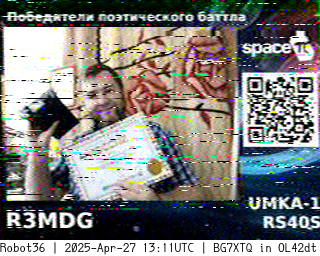 Победители поэтического баттла
space π
R3MDG
UMKA-1
RS40S
Robot36 | 2025-Apr-27 13:11UTC | BG7XTQ in OL42dt